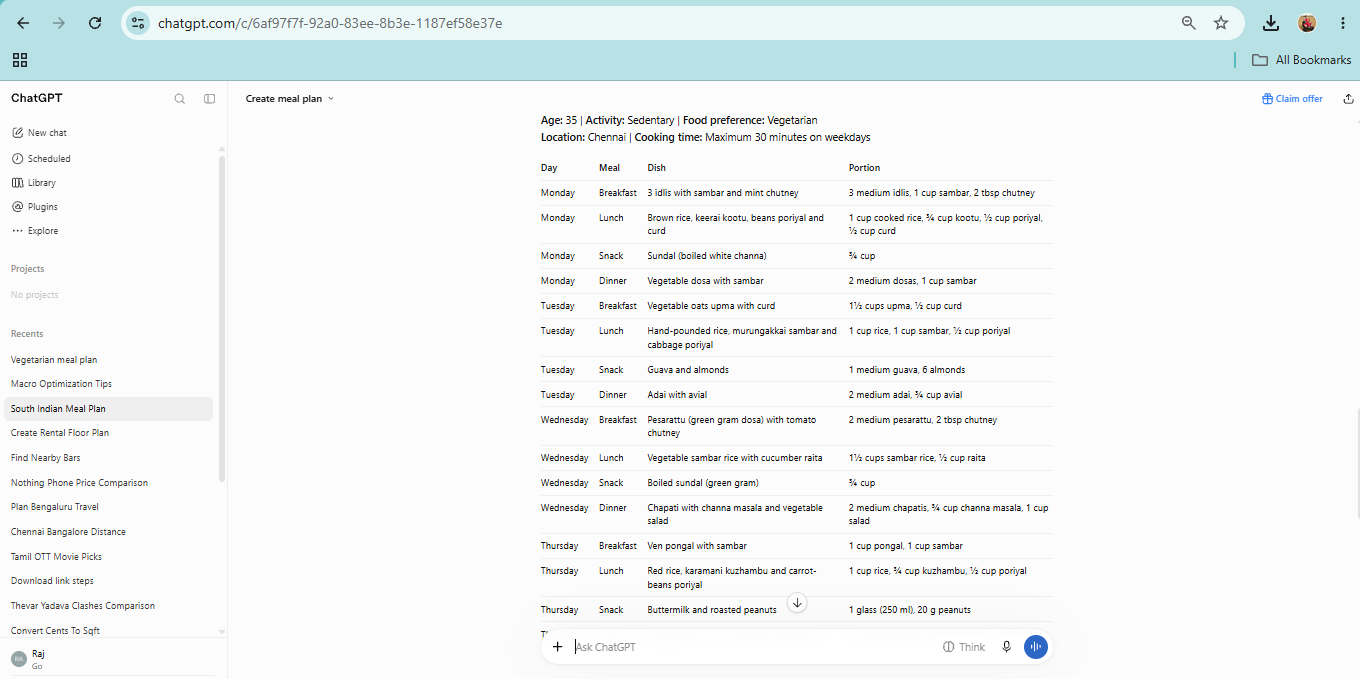 chatgpt.com/c/6af97f7f-92a0-83ee-8b3e-1187ef58e37e
All Bookmarks
ChatGPT
New chat
Scheduled
Library
Plugins
Explore
Projects
No projects
Recents
Vegetarian meal plan
Macro Optimization Tips
South Indian Meal Plan
Create Rental Floor Plan
Find Nearby Bars
Nothing Phone Price Comparison
Plan Bengaluru Travel
Chennai Bangalore Distance
Tamil OTT Movie Picks
Download link steps
Thevar Yadava Clashes Comparison
Convert Cents To Sqft
RA
Raj
Go
Create meal plan
Claim offer
Age: 35 | Activity: Sedentary | Food preference: Vegetarian
Location: Chennai | Cooking time: Maximum 30 minutes on weekdays
Day Meal Dish Portion
Monday Breakfast 3 idlis with sambar and mint chutney 3 medium idlis, 1 cup sambar, 2 tbsp chutney
Monday Lunch Brown rice, keerai kootu, beans poriyal and 1 cup cooked rice, ¾ cup kootu, ½ cup poriyal,
curd ½ cup curd
Monday Snack Sundal (boiled white channa) ¾ cup
Monday Dinner Vegetable dosa with sambar 2 medium dosas, 1 cup sambar
Tuesday Breakfast Vegetable oats upma with curd 1½ cups upma, ½ cup curd
Tuesday Lunch Hand-pounded rice, murungakkai sambar and 1 cup rice, 1 cup sambar, ½ cup poriyal
cabbage poriyal
Tuesday Snack Guava and almonds 1 medium guava, 6 almonds
Tuesday Dinner Adai with avial 2 medium adai, ¾ cup avial
Wednesday Breakfast Pesarattu (green gram dosa) with tomato 2 medium pesarattu, 2 tbsp chutney
chutney
Wednesday Lunch Vegetable sambar rice with cucumber raita 1½ cups sambar rice, ½ cup raita
Wednesday Snack Boiled sundal (green gram) ¾ cup
Wednesday Dinner Chapati with channa masala and vegetable 2 medium chapatis, ¾ cup channa masala, 1 cup
salad salad
Thursday Breakfast Ven pongal with sambar 1 cup pongal, 1 cup sambar
Thursday Lunch Red rice, karamani kuzhambu and carrot- 1 cup rice, ¾ cup kuzhambu, ½ cup poriyal
beans poriyal
Thursday Snack Buttermilk and roasted peanuts 1 glass (250 ml), 20 g peanuts
Ask ChatGPT
Think